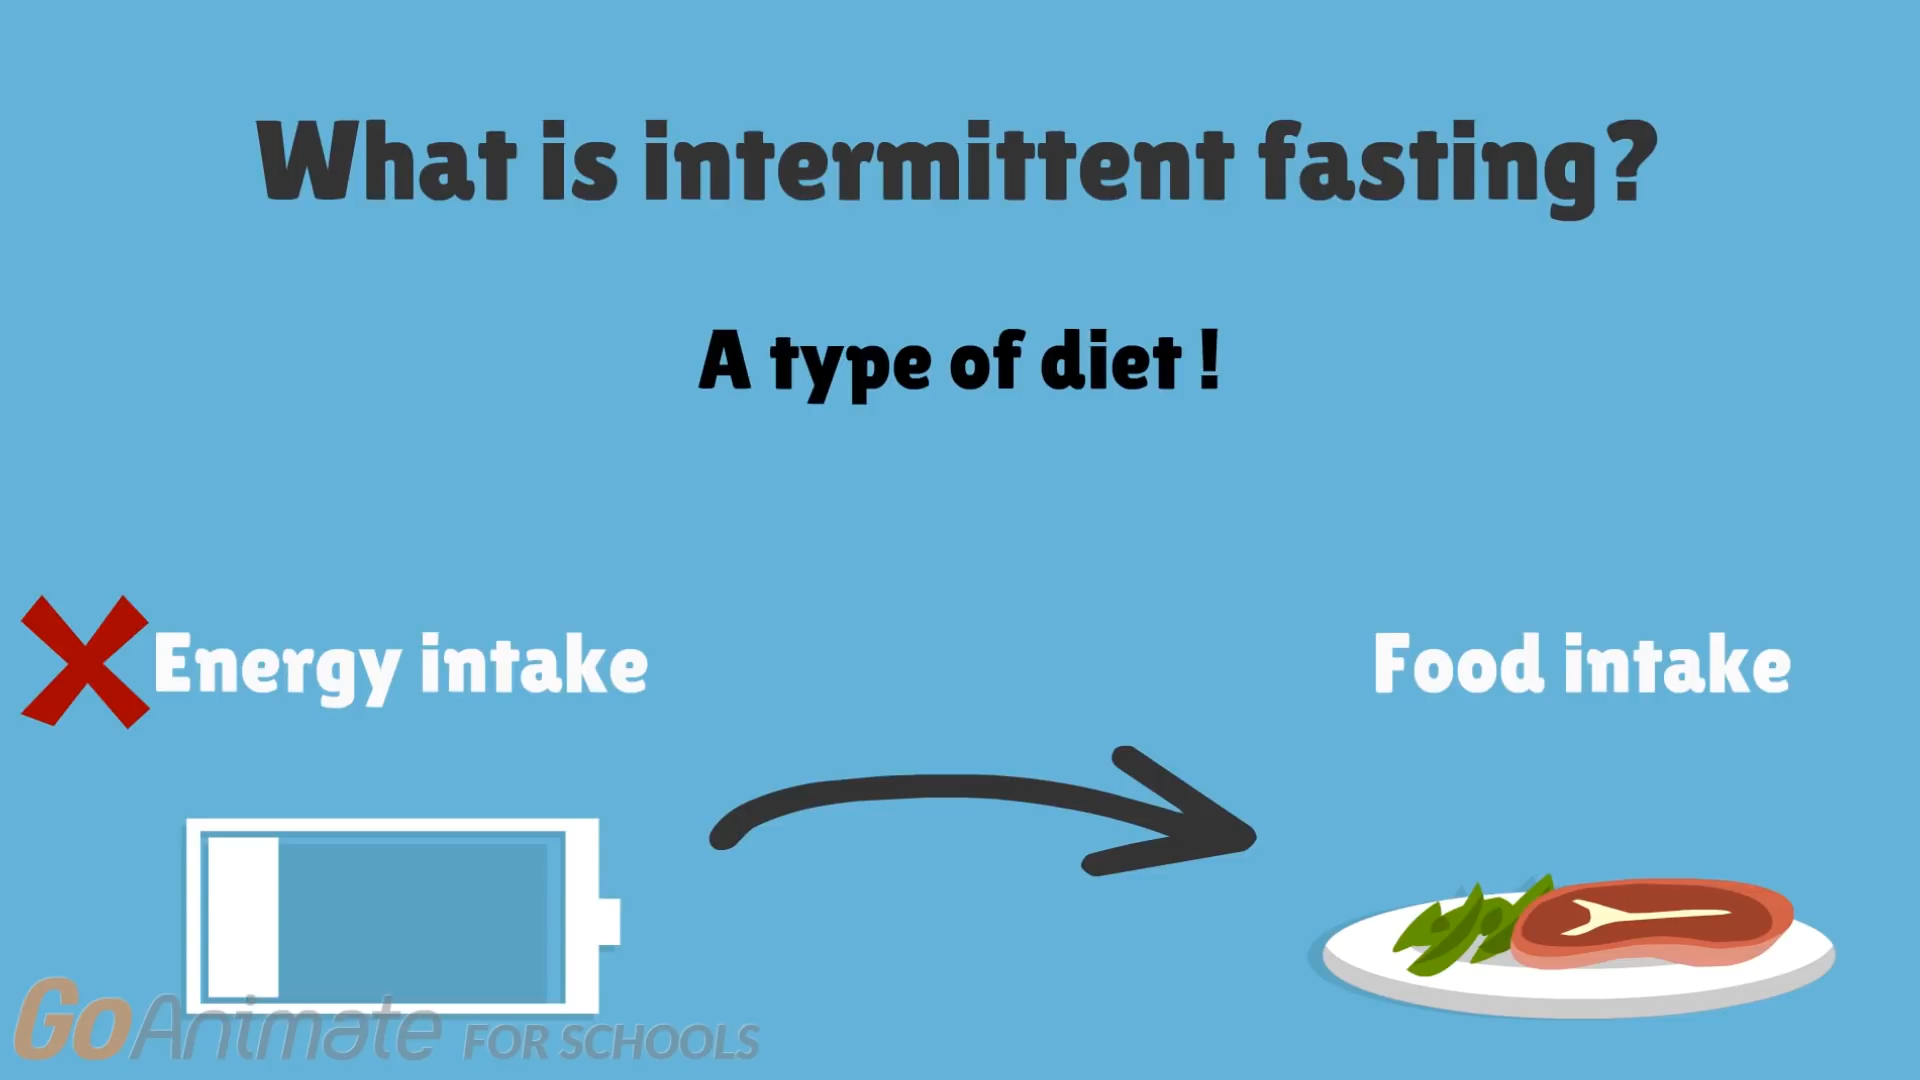 What is intermittent fasting?
A type of diet !
Energy intake
Food intake
GoAnimate FOR SCHOOLS